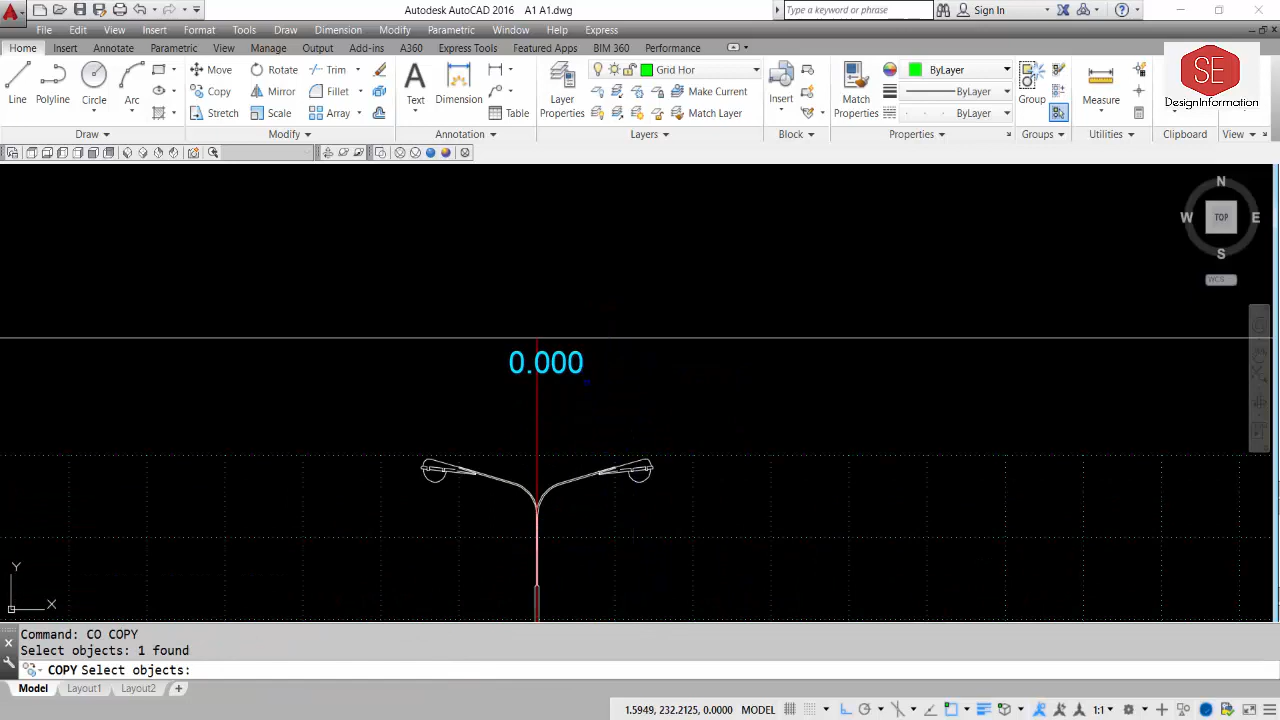 Autodesk AutoCAD 2016 A1 A1.dwg
Type a keyword or phrase
Sign In
File Edit View Insert Format Tools Draw Dimension Modify Parametric Window Help Express
Home Insert Annotate Parametric View Manage Output Add-ins A360 Express Tools Featured Apps BIM 360 Performance
Line Polyline Circle Arc
Move Rotate Trim
Copy Mirror Fillet
Stretch Scale Array
Text Dimension Table
Layer Properties
Grid Hor
Make Current
Match Layer
Insert
Match Properties
ByLayer
ByLayer
ByLayer
Group
Measure
SE
DesignInformation
Draw Modify Annotation Layers Block Properties Groups Utilities Clipboard View
N
W TOP E
S
WCS
0.000
Y
X
Command: CO COPY
Select objects: 1 found
COPY Select objects:
Model Layout1 Layout2 +
1.5949, 232.2125, 0.0000 MODEL 1:1